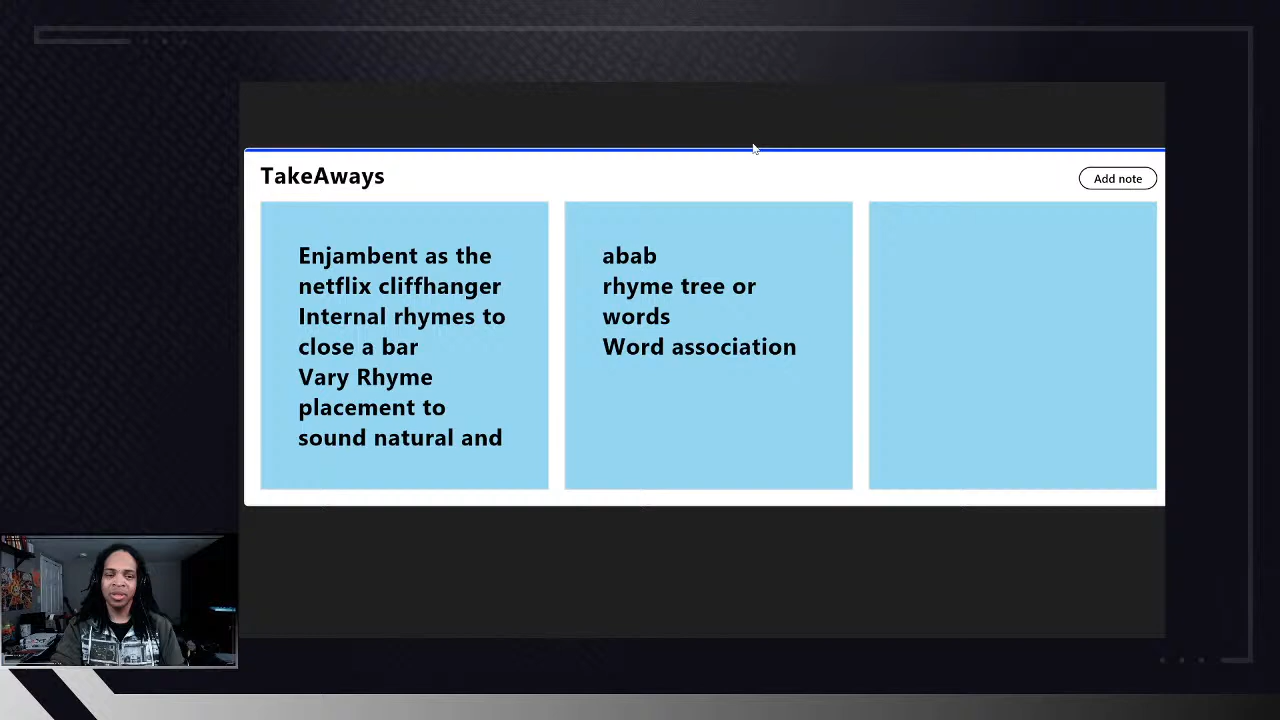 TakeAways
Add note
Enjambent as the
netflix cliffhanger
Internal rhymes to
close a bar
Vary Rhyme
placement to
sound natural and
abab
rhyme tree or
words
Word association